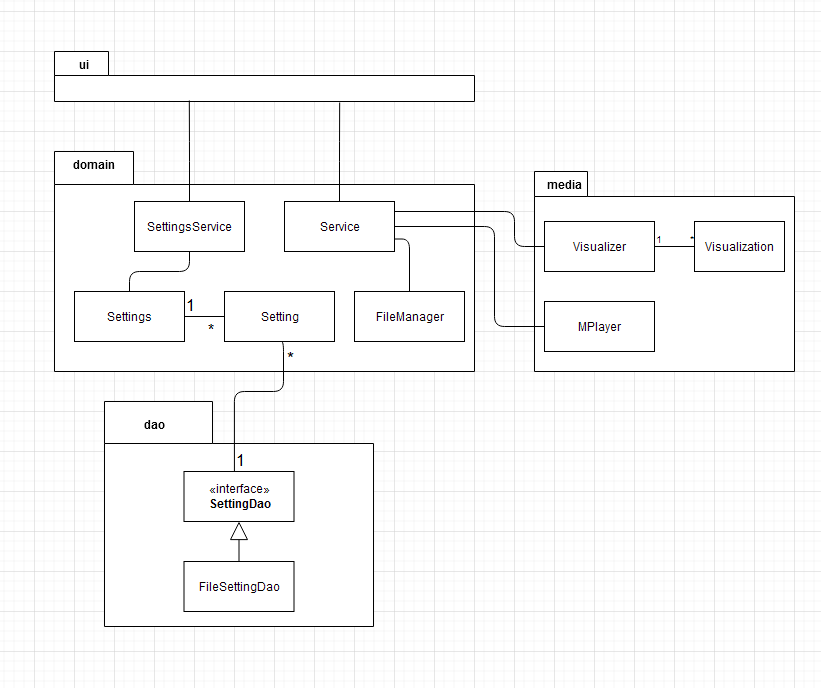 ui
domain
media
SettingsService
Service
Visualizer
1
*
Visualization
Settings
1
*
Setting
FileManager
MPlayer
*
dao
1
«interface»
SettingDao
FileSettingDao